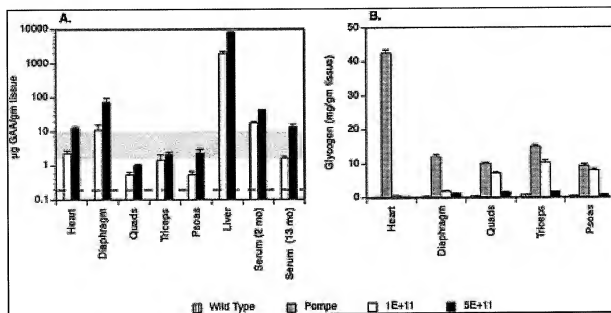 A.
µg GAA/gm tissue
10000
1000
100
10
1
0.1
Heart
Diaphragm
Quads
Triceps
Psoas
Liver
Serum (2 mo)
Serum (13 mo)
B.
Glycogen (mg/gm tissue)
50
40
30
20
10
0
Heart
Diaphragm
Quads
Triceps
Psoas
Wild Type
Pompe
1E+11
5E+11